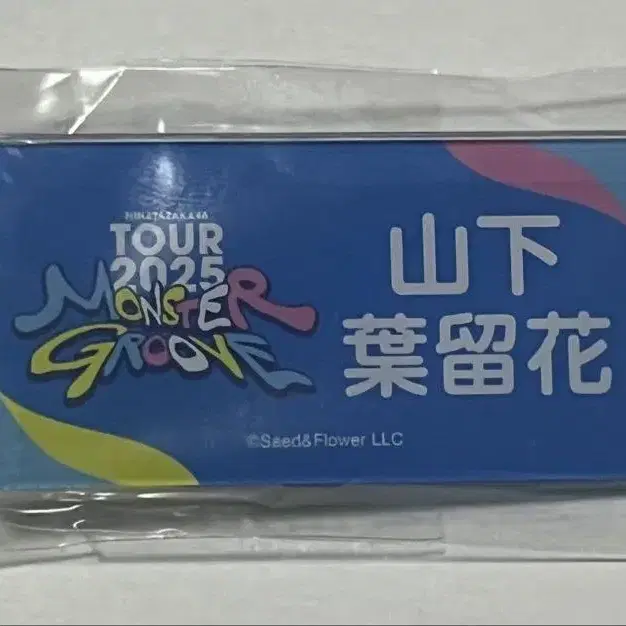 HINATAZAKA46
TOUR
2025
MONSTER
GROOVE
山下
葉留花
©Seed&Flower LLC